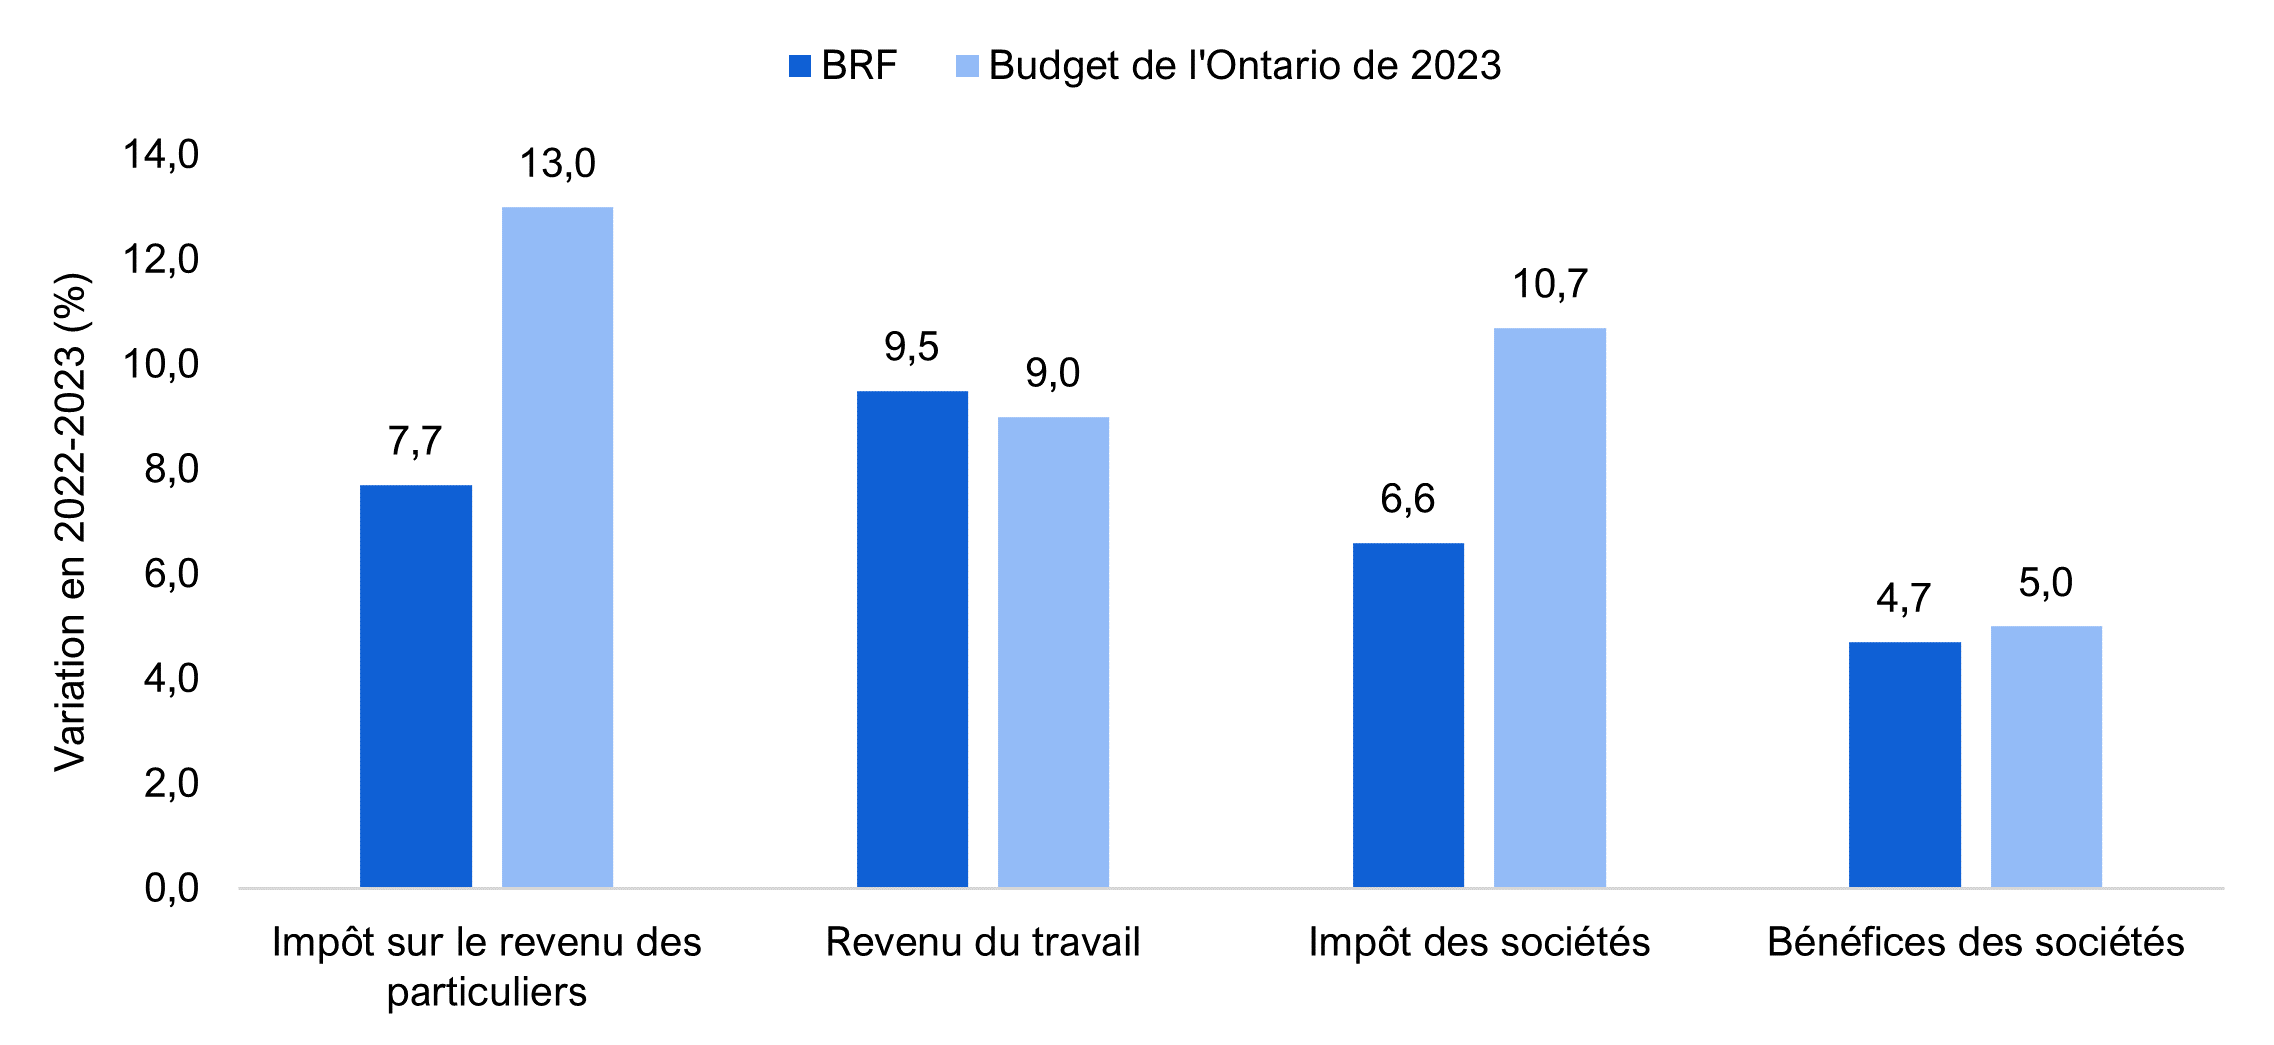 BRF
Budget de l'Ontario de 2023
Variation en 2022-2023 (%)
14,0
12,0
10,0
8,0
6,0
4,0
2,0
0,0
7,7
13,0
9,5
9,0
6,6
10,7
4,7
5,0
Impôt sur le revenu des
particuliers
Revenu du travail
Impôt des sociétés
Bénéfices des sociétés